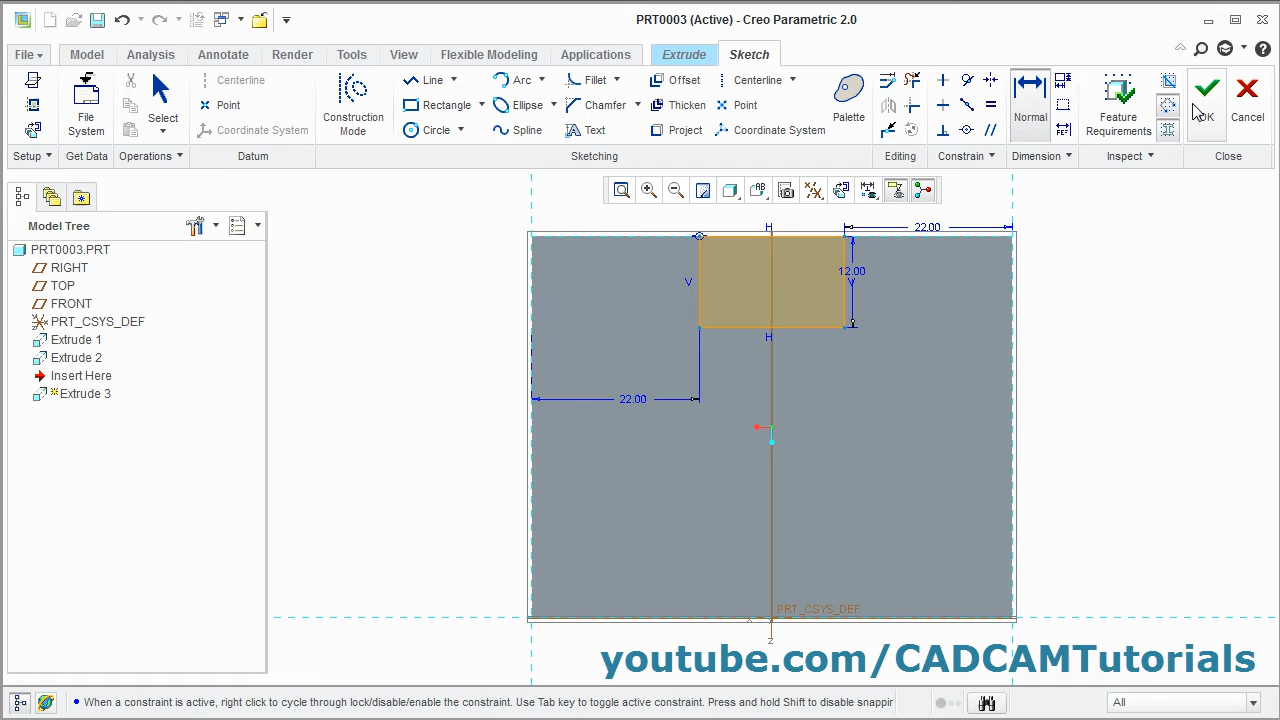 PRT0003 (Active) - Creo Parametric 2.0
File Model Analysis Annotate Render Tools View Flexible Modeling Applications Extrude Sketch
File System
Select
Centerline
Point
Coordinate System
Construction Mode
Line Arc Fillet Offset Centerline
Rectangle Ellipse Chamfer Thicken Point
Circle Spline Text Project Coordinate System
Palette
Normal
Feature Requirements
OK
Cancel
Setup Get Data Operations Datum Sketching Editing Constrain Dimension Inspect Close
Model Tree
PRT0003.PRT
RIGHT
TOP
FRONT
PRT_CSYS_DEF
Extrude 1
Extrude 2
Insert Here
Extrude 3
H
22.00
12.00
V
V
H
22.00
PRT_CSYS_DEF
z
youtube.com/CADCAMTutorials
When a constraint is active, right click to cycle through lock/disable/enable the constraint. Use Tab key to toggle active constraint. Press and hold Shift to disable snappir
All